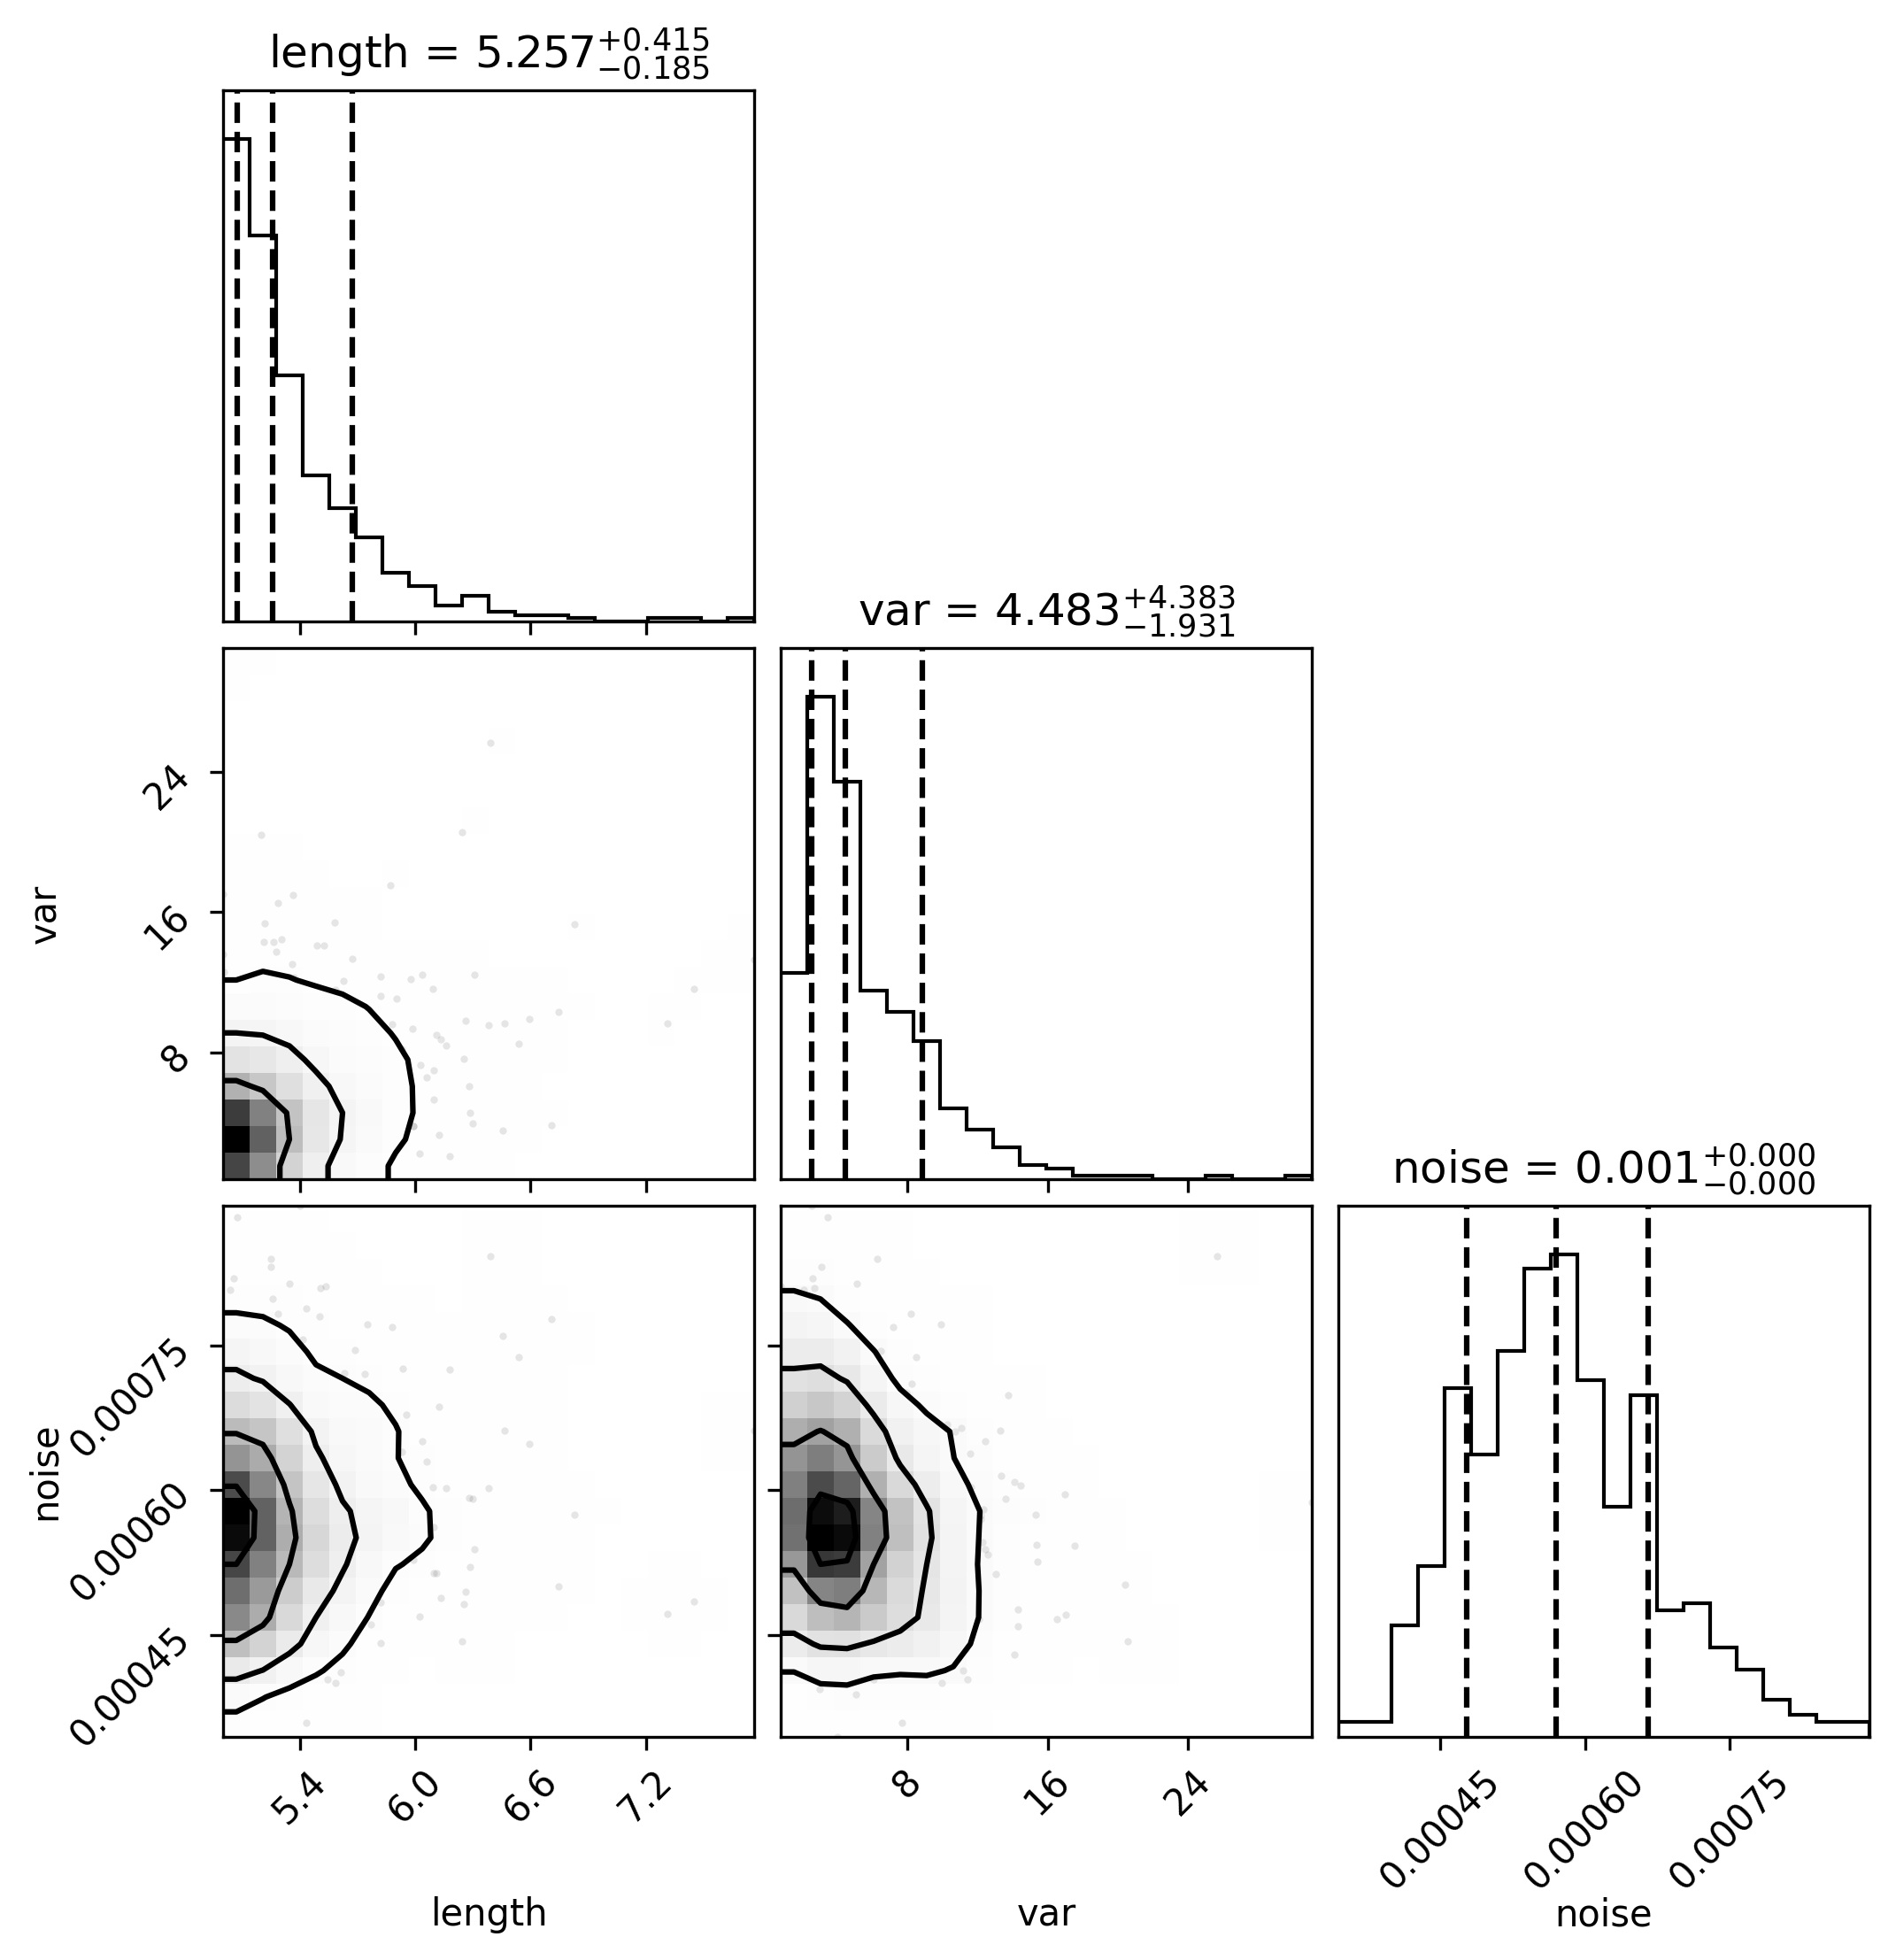 length = 5.257+0.415−0.185
var = 4.483+4.383−1.931
24
16
8
var
noise = 0.001+0.000−0.000
0.00075
0.00060
0.00045
noise
5.4 6.0 6.6 7.2
8 16 24
0.00045 0.00060 0.00075
length
var
noise